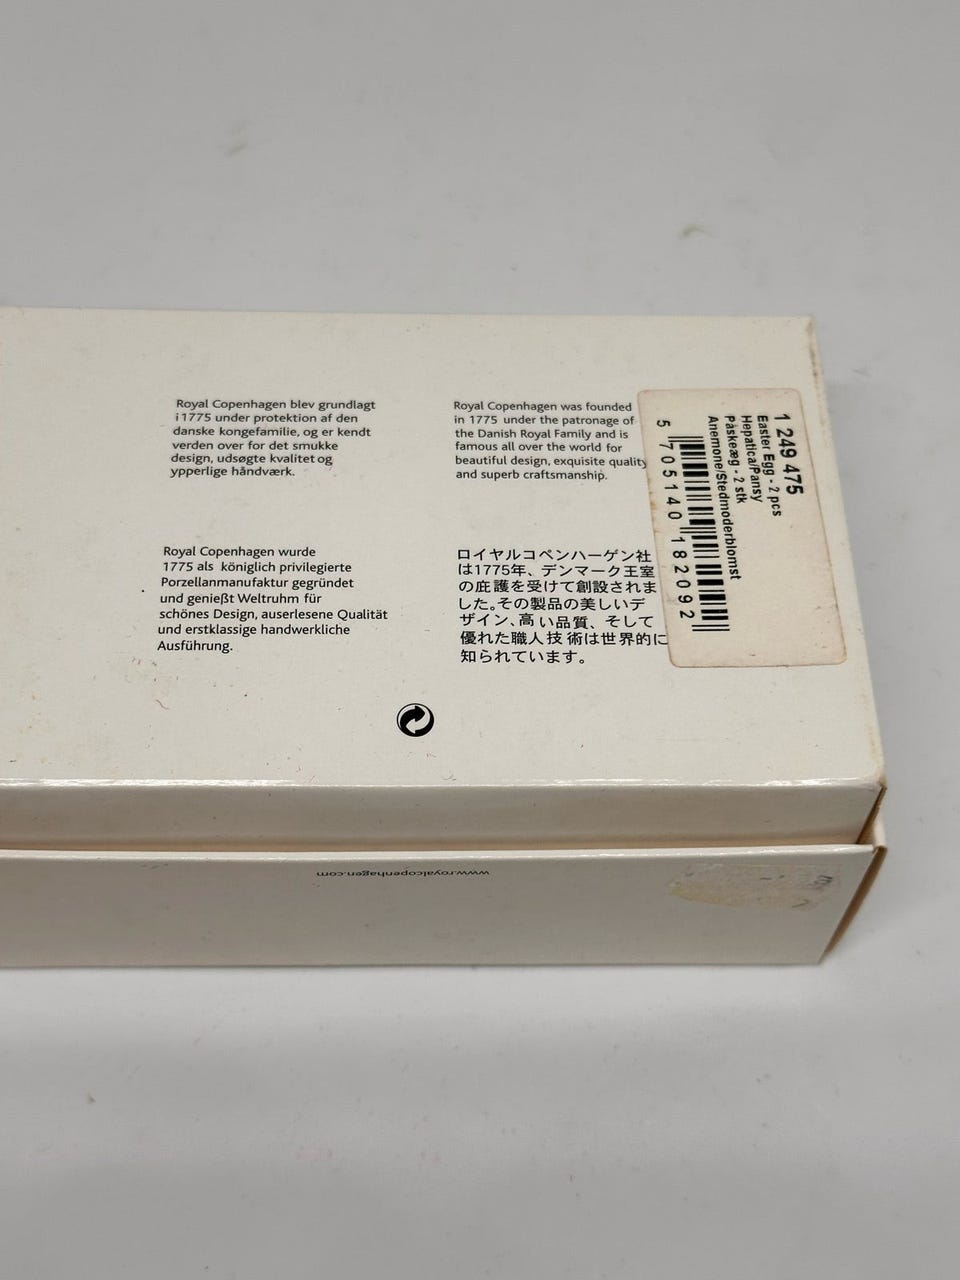 Royal Copenhagen blev grundlagt
i 1775 under protektion af den
danske kongefamilie, og er kendt
verden over for det smukke
design, udsøgte kvalitet og
ypperlige håndværk.
Royal Copenhagen was founded
in 1775 under the patronage of
the Danish Royal Family and is
famous all over the world for
beautiful design, exquisite quality
and superb craftsmanship.
Royal Copenhagen wurde
1775 als königlich privilegierte
Porzellanmanufaktur gegründet
und genießt Weltruhm für
schönes Design, auserlesene Qualität
und erstklassige handwerkliche
Ausführung.
ロイヤルコペンハーゲン社
は1775年、デンマーク王室
の庇護を受けて創設されま
した。その製品の美しいデ
ザイン、高い品質、そして
優れた職人技術は世界的に
知られています。
1 249 475
Easter Egg - 2 pcs
Hepatica/Pansy
Påskeæg - 2 stk
Anemone/Stedmoderblomst
5 705140 182092
www.royalcopenhagen.com